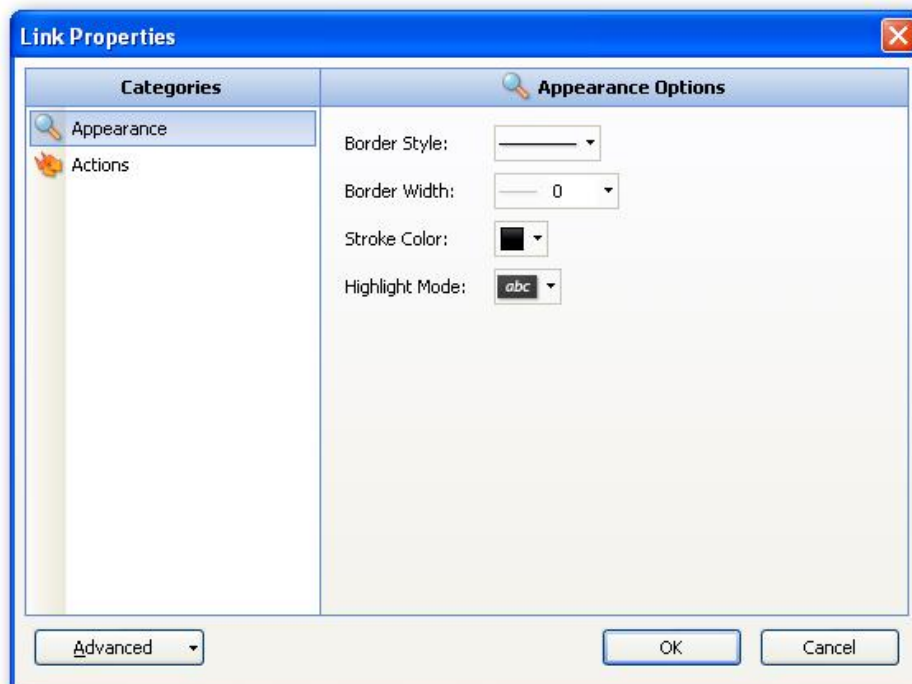 Link Properties
Categories
Appearance Options
Appearance
Actions
Border Style:
Border Width:
0
Stroke Color:
Highlight Mode:
abc
Advanced
OK
Cancel